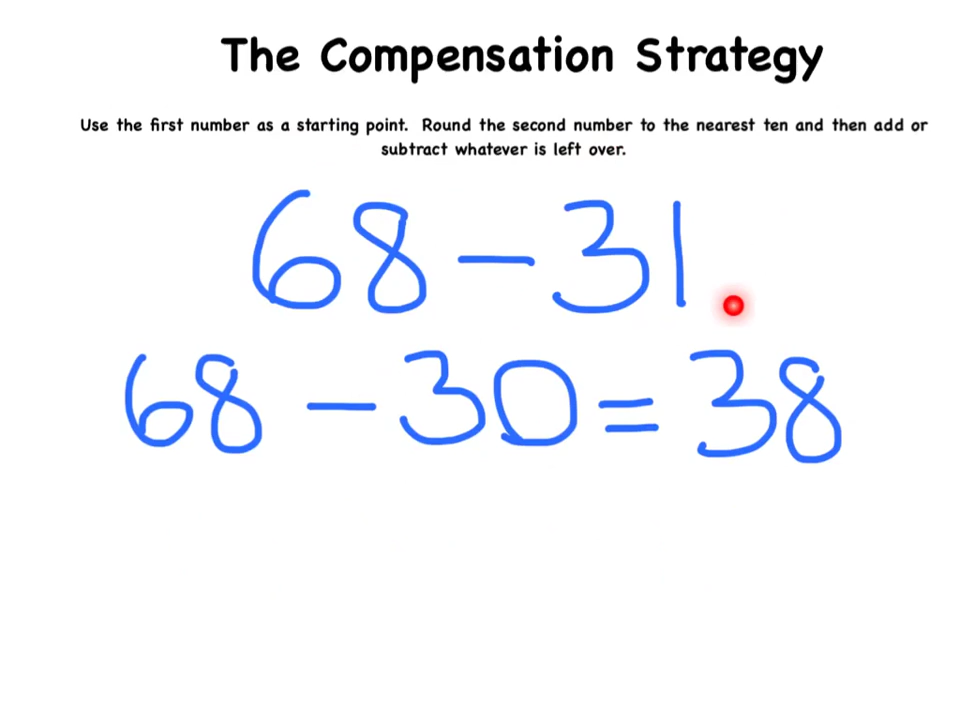 The Compensation Strategy
Use the first number as a starting point. Round the second number to the nearest ten and then add or
subtract whatever is left over.
68 - 31
68 - 30 = 38